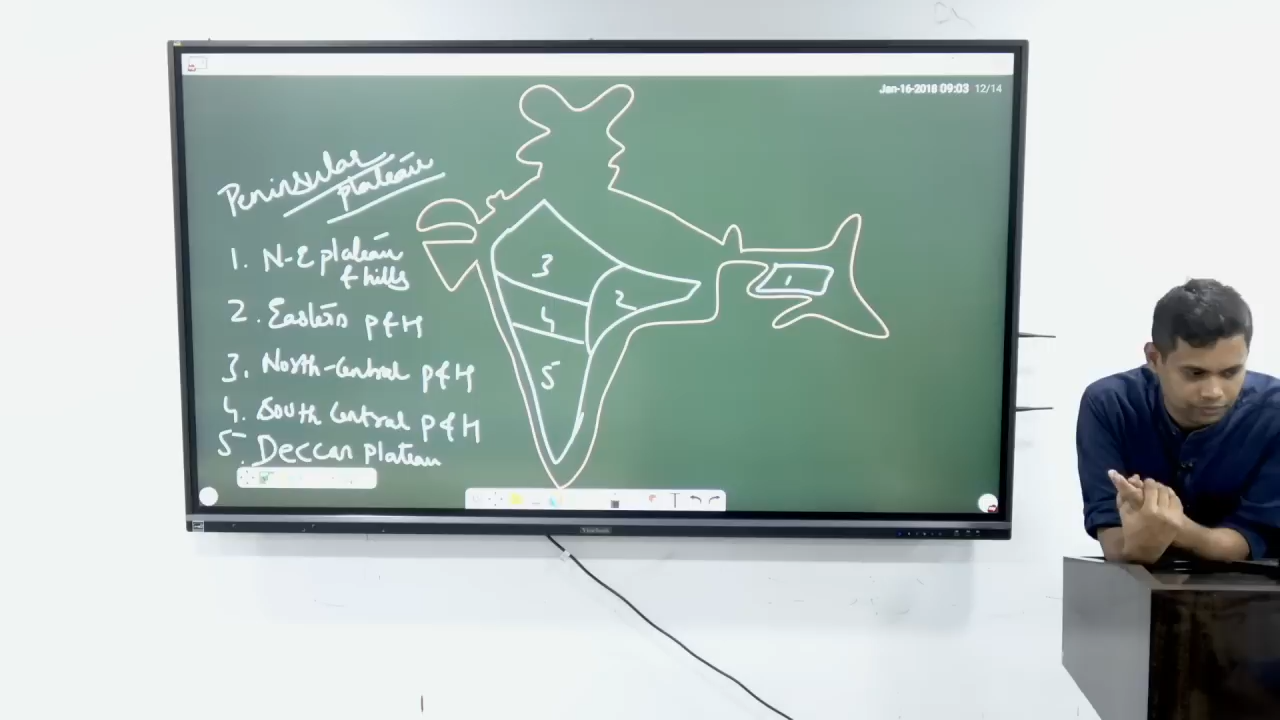 Jan-16-2018 09:03 12/14
Peninsular
plateau
1. N-E plateau
& hills
2. Eastern P & H
3. North-Central P & H
4. South Central P & H
5. Deccan plateau
3
2
4
5
1
T
ViewSonic